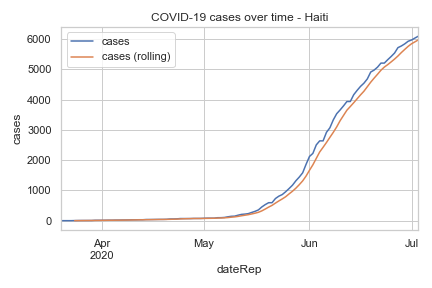 COVID-19 cases over time - Haiti
cases
cases (rolling)
6000
5000
4000
3000
2000
1000
0
cases
Apr
2020
May
Jun
Jul
dateRep